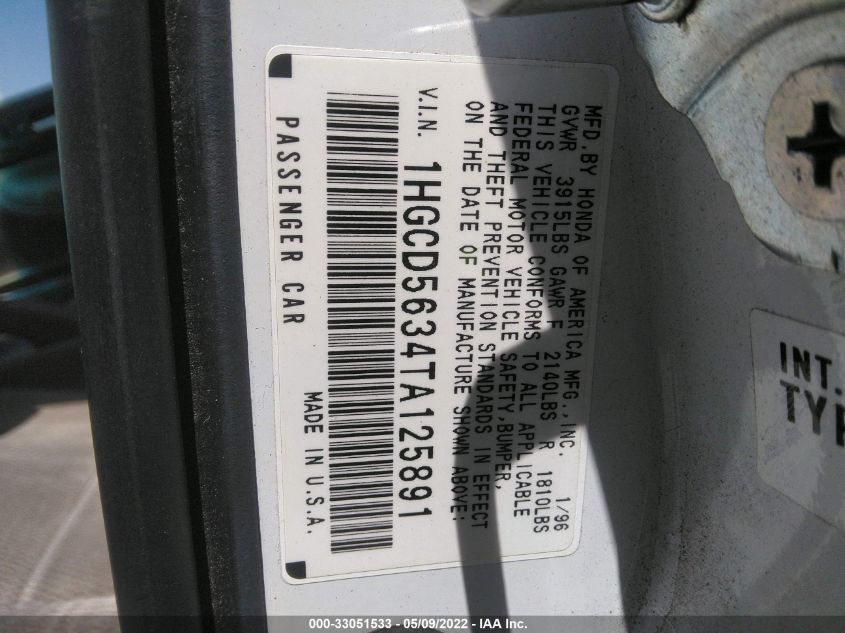 MFD. BY HONDA OF AMERICA MFG., INC. 1/96
GVWR 3915LBS GAWR F 2140LBS R 1810LBS
THIS VEHICLE CONFORMS TO ALL APPLICABLE
FEDERAL MOTOR VEHICLE SAFETY, BUMPER,
AND THEFT PREVENTION STANDARDS IN EFFECT
ON THE DATE OF MANUFACTURE SHOWN ABOVE:
V.I.N. 1HGCD5634TA125891
PASSENGER CAR MADE IN U.S.A.
INT.
TYP
000-33051533 - 05/09/2022 - IAA Inc.